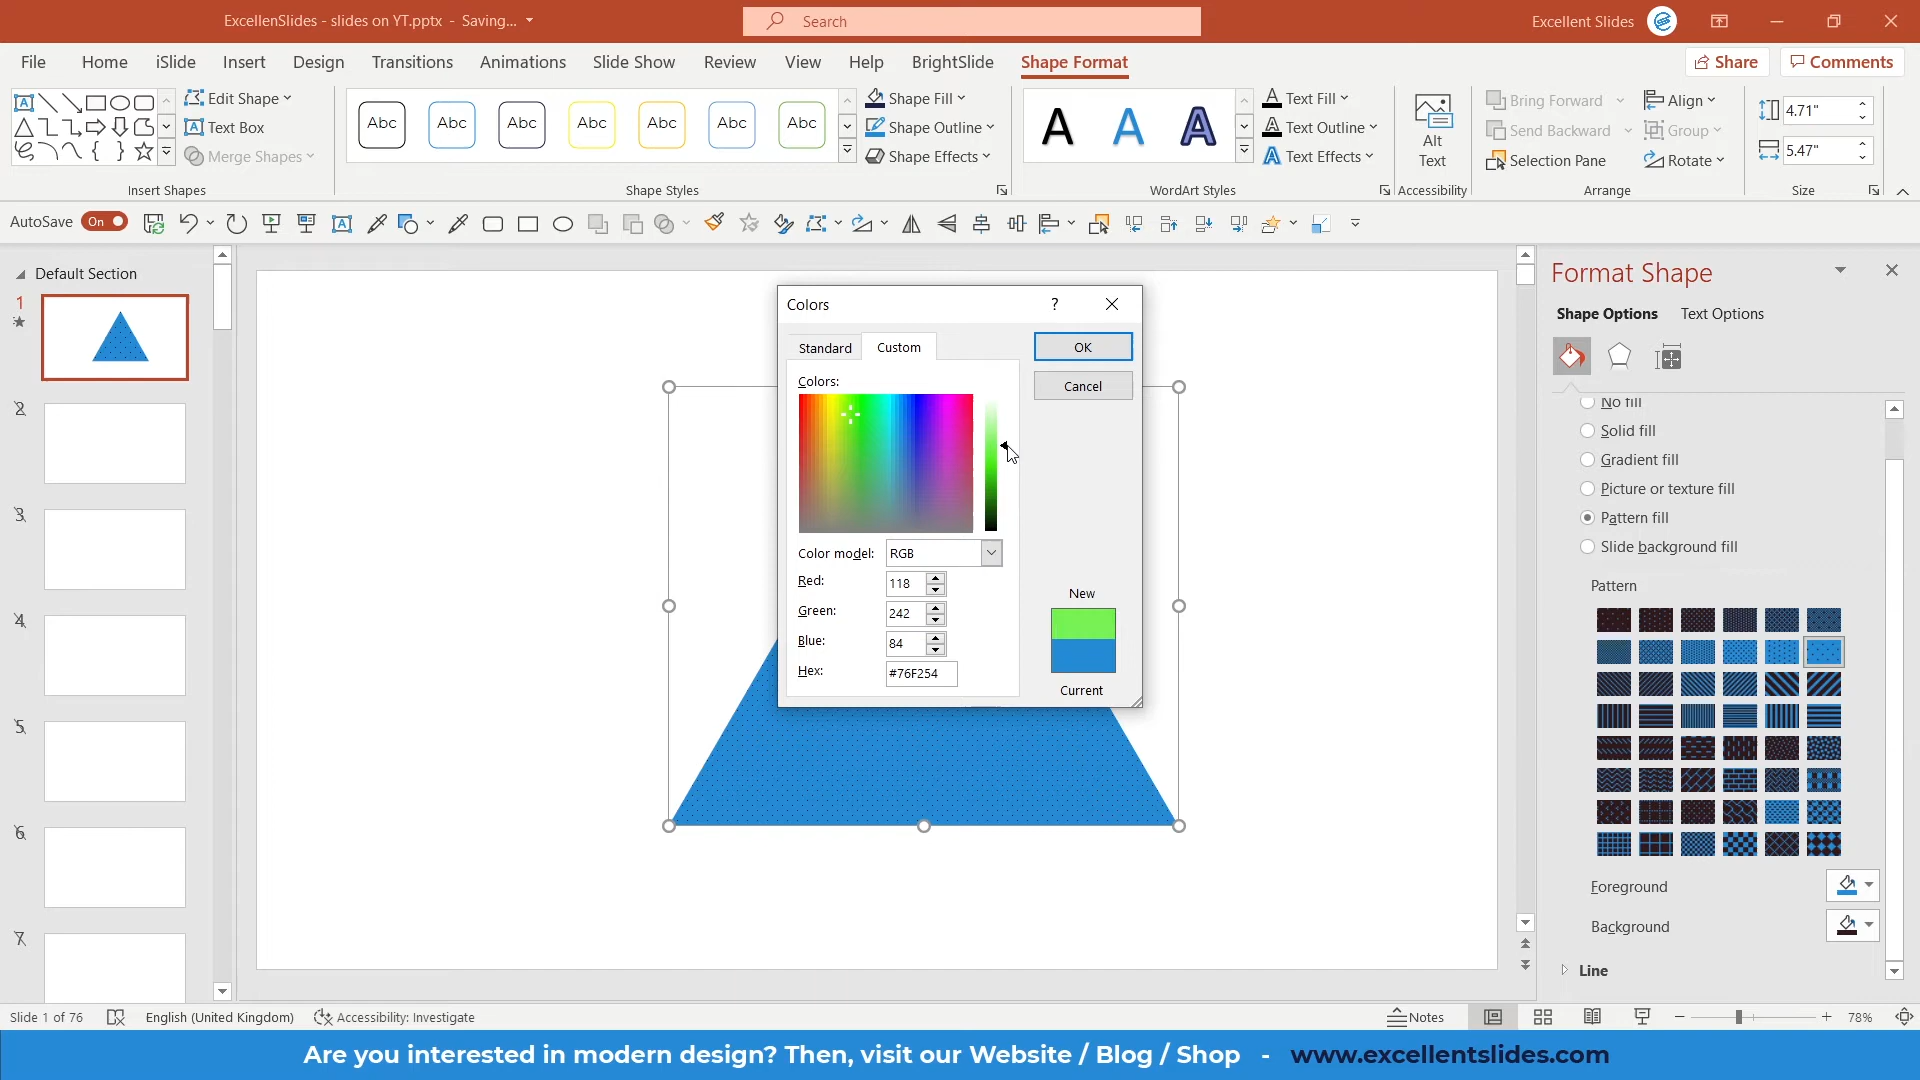 ExcellenSlides - slides on YT.pptx - Saving...
Search
Excellent Slides
File Home iSlide Insert Design Transitions Animations Slide Show Review View Help BrightSlide Shape Format
Share Comments
Edit Shape
Text Box
Merge Shapes
Insert Shapes
Abc Abc Abc Abc Abc Abc Abc
Shape Fill
Shape Outline
Shape Effects
Shape Styles
A A A
Text Fill
Text Outline
Text Effects
WordArt Styles
Alt
Text
Accessibility
Bring Forward
Send Backward
Selection Pane
Align
Group
Rotate
Arrange
4.71"
5.47"
Size
AutoSave On
Default Section
1
2
3
4
5
6
7
Colors
?
Standard Custom
OK
Cancel
Colors:
Color model: RGB
Red: 118
Green: 242
Blue: 84
Hex: #76F254
New
Current
Format Shape
Shape Options Text Options
No fill
Solid fill
Gradient fill
Picture or texture fill
Pattern fill
Slide background fill
Pattern
Foreground
Background
Line
Slide 1 of 76 English (United Kingdom) Accessibility: Investigate
Notes
78%
Are you interested in modern design? Then, visit our Website / Blog / Shop - www.excellentslides.com